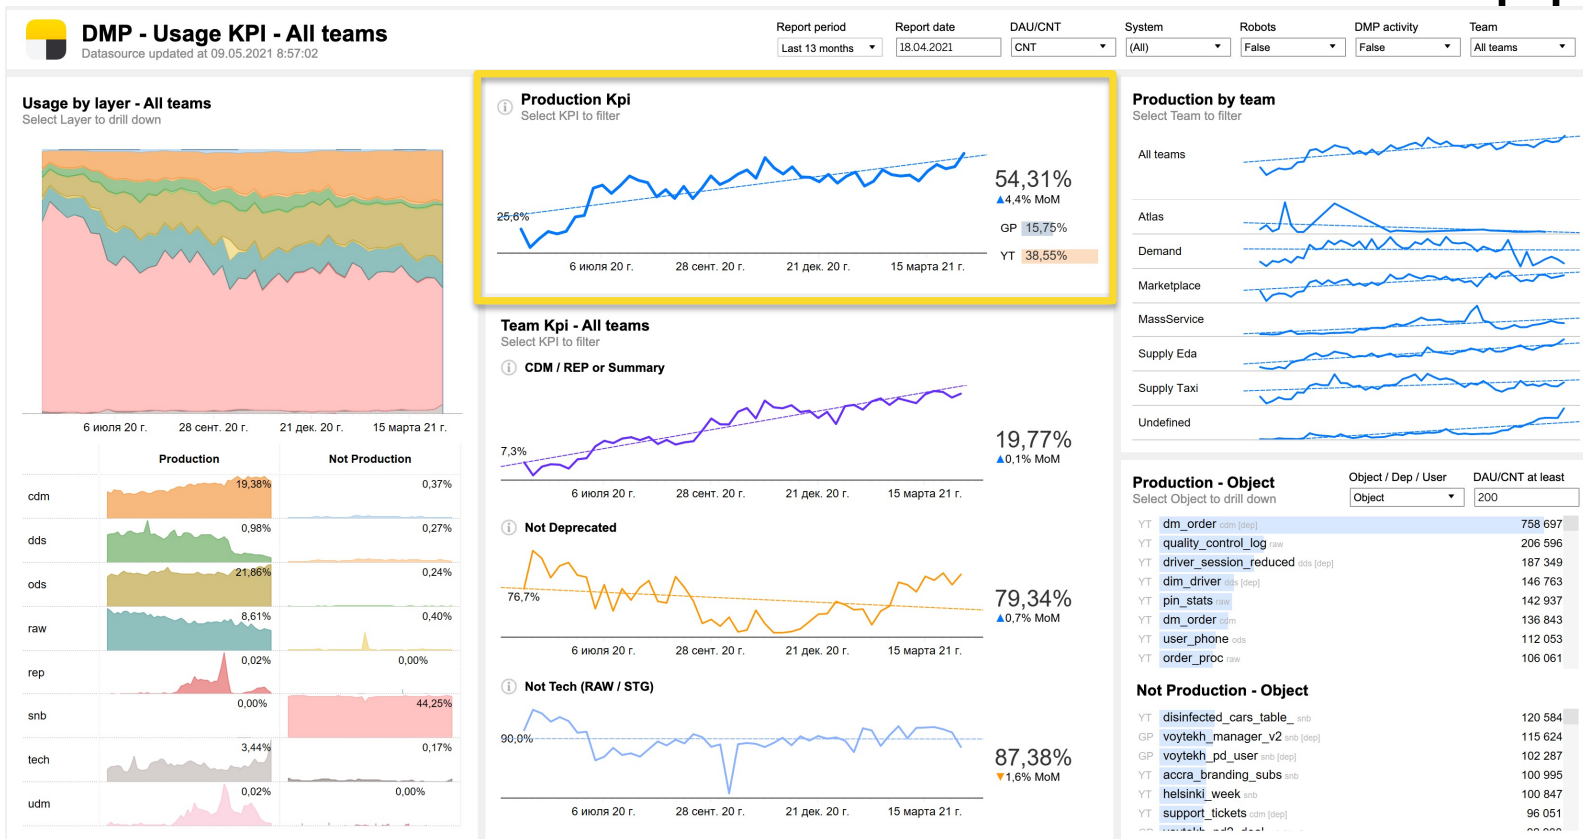 DMP - Usage KPI - All teams
Datasource updated at 09.05.2021 8:57:02
Report period
Last 13 months
Report date
18.04.2021
DAU/CNT
CNT
System
(All)
Robots
False
DMP activity
False
Team
All teams
Usage by layer - All teams
Select Layer to drill down
6 июля 20 г. 28 сент. 20 г. 21 дек. 20 г. 15 марта 21 г.
Production Not Production
cdm 19,38% 0,37%
dds 0,98% 0,27%
ods 21,86% 0,24%
raw 8,61% 0,40%
rep 0,02% 0,00%
snb 0,00% 44,25%
tech 3,44% 0,17%
udm 0,02% 0,00%
Production Kpi
Select KPI to filter
25,6%
54,31%
▲4,4% MoM
GP 15,75%
YT 38,55%
6 июля 20 г. 28 сент. 20 г. 21 дек. 20 г. 15 марта 21 г.
Team Kpi - All teams
Select KPI to filter
CDM / REP or Summary
7,3%
19,77%
▲0,1% MoM
6 июля 20 г. 28 сент. 20 г. 21 дек. 20 г. 15 марта 21 г.
Not Deprecated
76,7%
79,34%
▲0,7% MoM
6 июля 20 г. 28 сент. 20 г. 21 дек. 20 г. 15 марта 21 г.
Not Tech (RAW / STG)
90,0%
87,38%
▼1,6% MoM
6 июля 20 г. 28 сент. 20 г. 21 дек. 20 г. 15 марта 21 г.
Production by team
Select Team to filter
All teams
Atlas
Demand
Marketplace
MassService
Supply Eda
Supply Taxi
Undefined
Production - Object
Select Object to drill down
Object / Dep / User
Object
DAU/CNT at least
200
YT dm_order cdm [dep] 758 697
YT quality_control_log raw 206 596
YT driver_session_reduced dds [dep] 187 349
YT dim_driver dds [dep] 146 763
YT pin_stats raw 142 937
YT dm_order cdm 136 843
YT user_phone ods 112 053
YT order_proc raw 106 061
Not Production - Object
YT disinfected_cars_table_ snb 120 584
GP voytekh_manager_v2 snb [dep] 115 624
GP voytekh_pd_user snb [dep] 102 287
YT accra_branding_subs snb 100 995
YT helsinki_week snb 100 847
YT support_tickets cdm [dep] 96 051